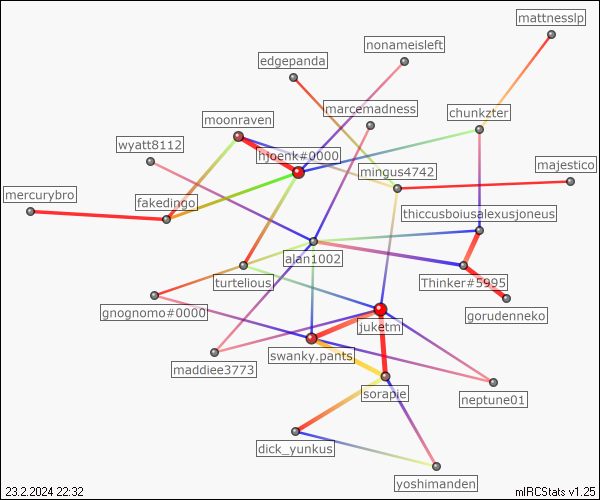 mattnesslp
nonameisleft
edgepanda
marcemadness
chunkzter
moonraven
wyatt8112
hjoenk#0000
mingus4742
majestico
mercurybro
fakedingo
thiccusboiusalexusjoneus
ajan1002
turtelious
Thinker#5995
gnognomo#0000
gorudenneko
juketm
swanky.pants
maddiee3773
sorapie
neptune01
dick_yunkus
yoshimanden
23.2.2024 22:32
mIRCStats v1.25